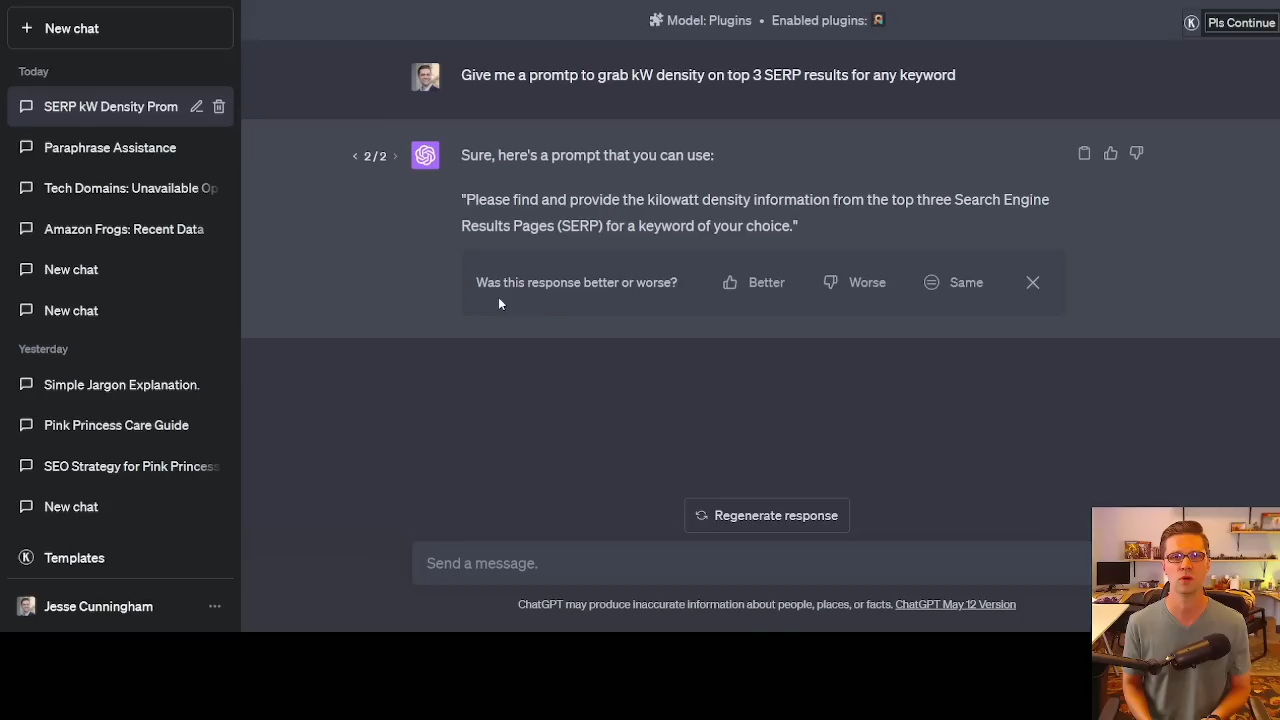 New chat
Today
SERP kW Density Prom
Paraphrase Assistance
Tech Domains: Unavailable Op
Amazon Frogs: Recent Data
New chat
New chat
Yesterday
Simple Jargon Explanation.
Pink Princess Care Guide
SEO Strategy for Pink Princess
New chat
K Templates
Jesse Cunningham
Model: Plugins • Enabled plugins:
K Pls Continue
Give me a promtp to grab kW density on top 3 SERP results for any keyword
< 2/2 >
Sure, here's a prompt that you can use:
"Please find and provide the kilowatt density information from the top three Search Engine
Results Pages (SERP) for a keyword of your choice."
Was this response better or worse? Better Worse Same
Regenerate response
Send a message.
ChatGPT may produce inaccurate information about people, places, or facts. ChatGPT May 12 Version